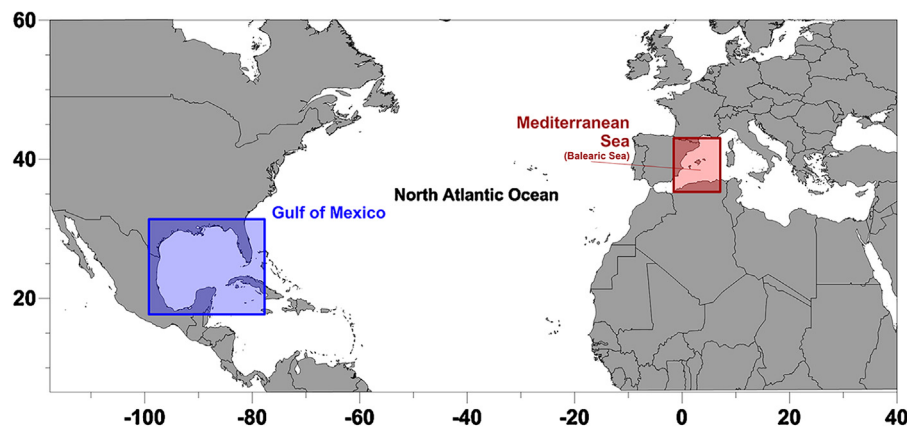 60
Mediterranean
Sea
(Balearic Sea)
40
North Atlantic Ocean
Gulf of Mexico
20
-100 -80 -60 -40 -20 0 20 40